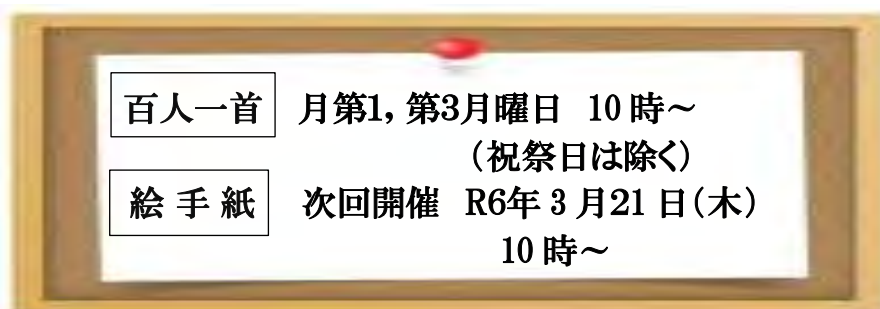 百人一首 月第1，第3月曜日 10時～
（祝祭日は除く）
絵手紙 次回開催 R6年3月21日（木）
10時～